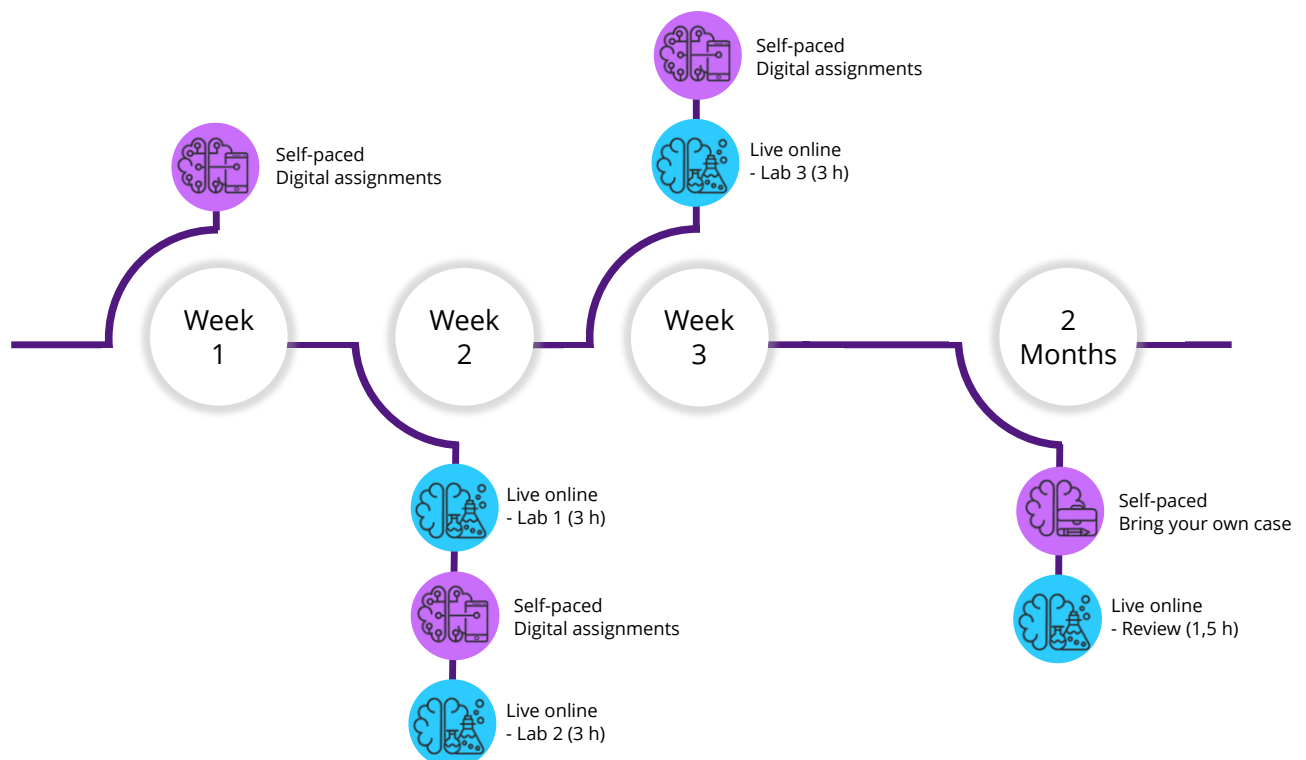 Self-paced
Digital assignments
Week
1
Live online
- Lab 1 (3 h)
Self-paced
Digital assignments
Live online
- Lab 2 (3 h)
Week
2
Self-paced
Digital assignments
Live online
- Lab 3 (3 h)
Week
3
2
Months
Self-paced
Bring your own case
Live online
- Review (1,5 h)